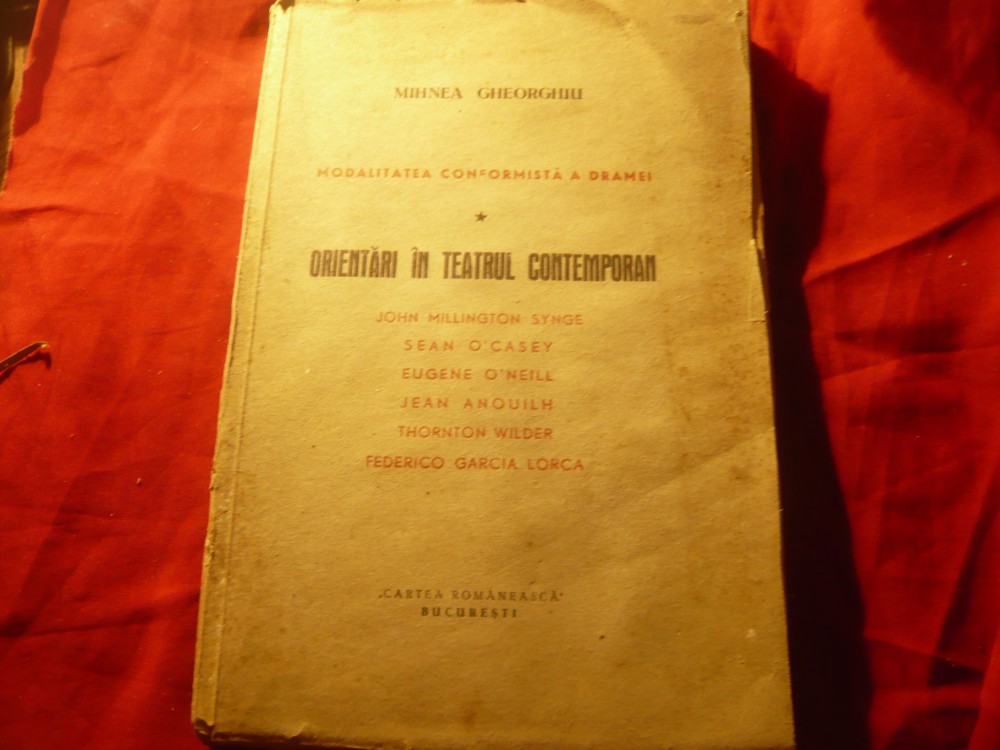 MIHNEA GHEORGHIU
MODALITATEA CONFORMISTĂ A DRAMEI
★
ORIENTĂRI ÎN TEATRUL CONTEMPORAN
JOHN MILLINGTON SYNGE
SEAN O'CASEY
EUGENE O'NEILL
JEAN ANOUILH
THORNTON WILDER
FEDERICO GARCIA LORCA
„CARTEA ROMÂNEASCĂ"
BUCUREȘTI